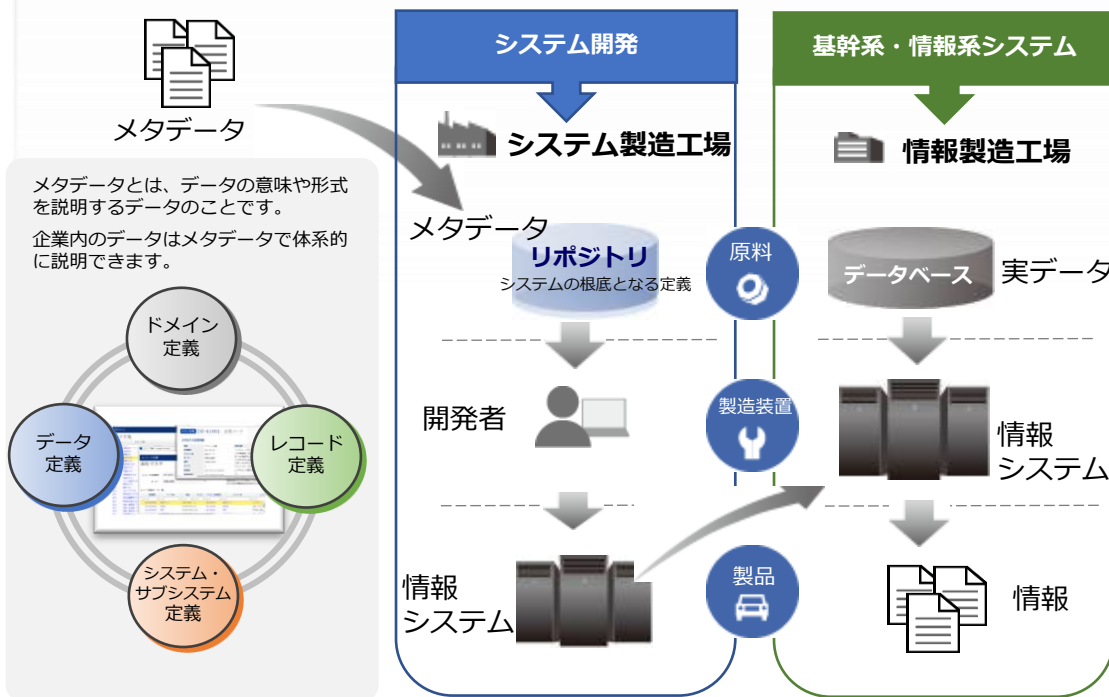 メタデータ
メタデータとは、データの意味や形式
を説明するデータのことです。
企業内のデータはメタデータで体系的
に説明できます。
ドメイン
定義
データ
定義
レコード
定義
システム・
サブシステム
定義
システム開発
システム製造工場
メタデータ
リポジトリ
システムの根底となる定義
開発者
情報
システム
原料
製造装置
製品
基幹系・情報系システム
情報製造工場
データベース
実データ
情報
システム
情報